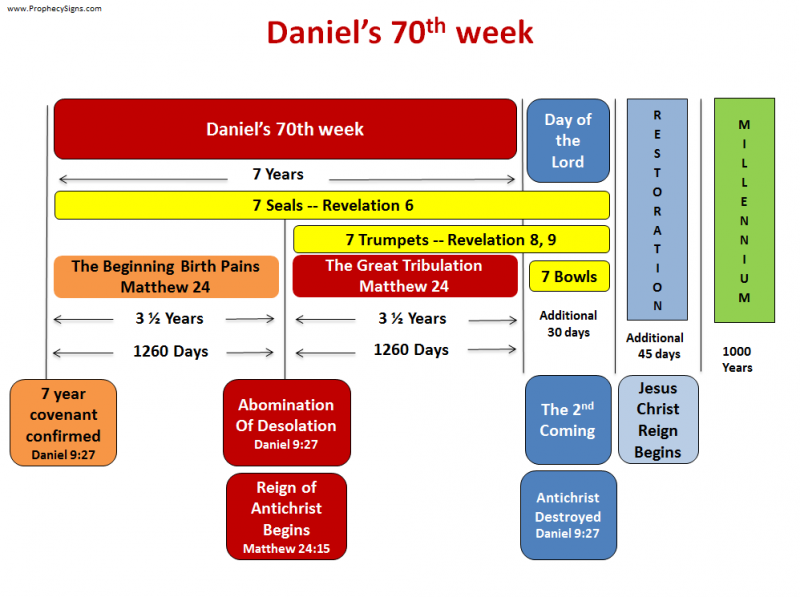 www.ProphecySigns.com
Daniel’s 70th week
Daniel’s 70th week
Day of
the
Lord
RESTORATION
MILLENNIUM
7 Years
7 Seals -- Revelation 6
7 Trumpets -- Revelation 8, 9
The Beginning Birth Pains
Matthew 24
The Great Tribulation
Matthew 24
7 Bowls
3 ½ Years
3 ½ Years
Additional
30 days
1260 Days
1260 Days
Additional
45 days
1000
Years
7 year
covenant
confirmed
Daniel 9:27
Abomination
Of Desolation
Daniel 9:27
The 2nd
Coming
Jesus
Christ
Reign
Begins
Reign of
Antichrist
Begins
Matthew 24:15
Antichrist
Destroyed
Daniel 9:27